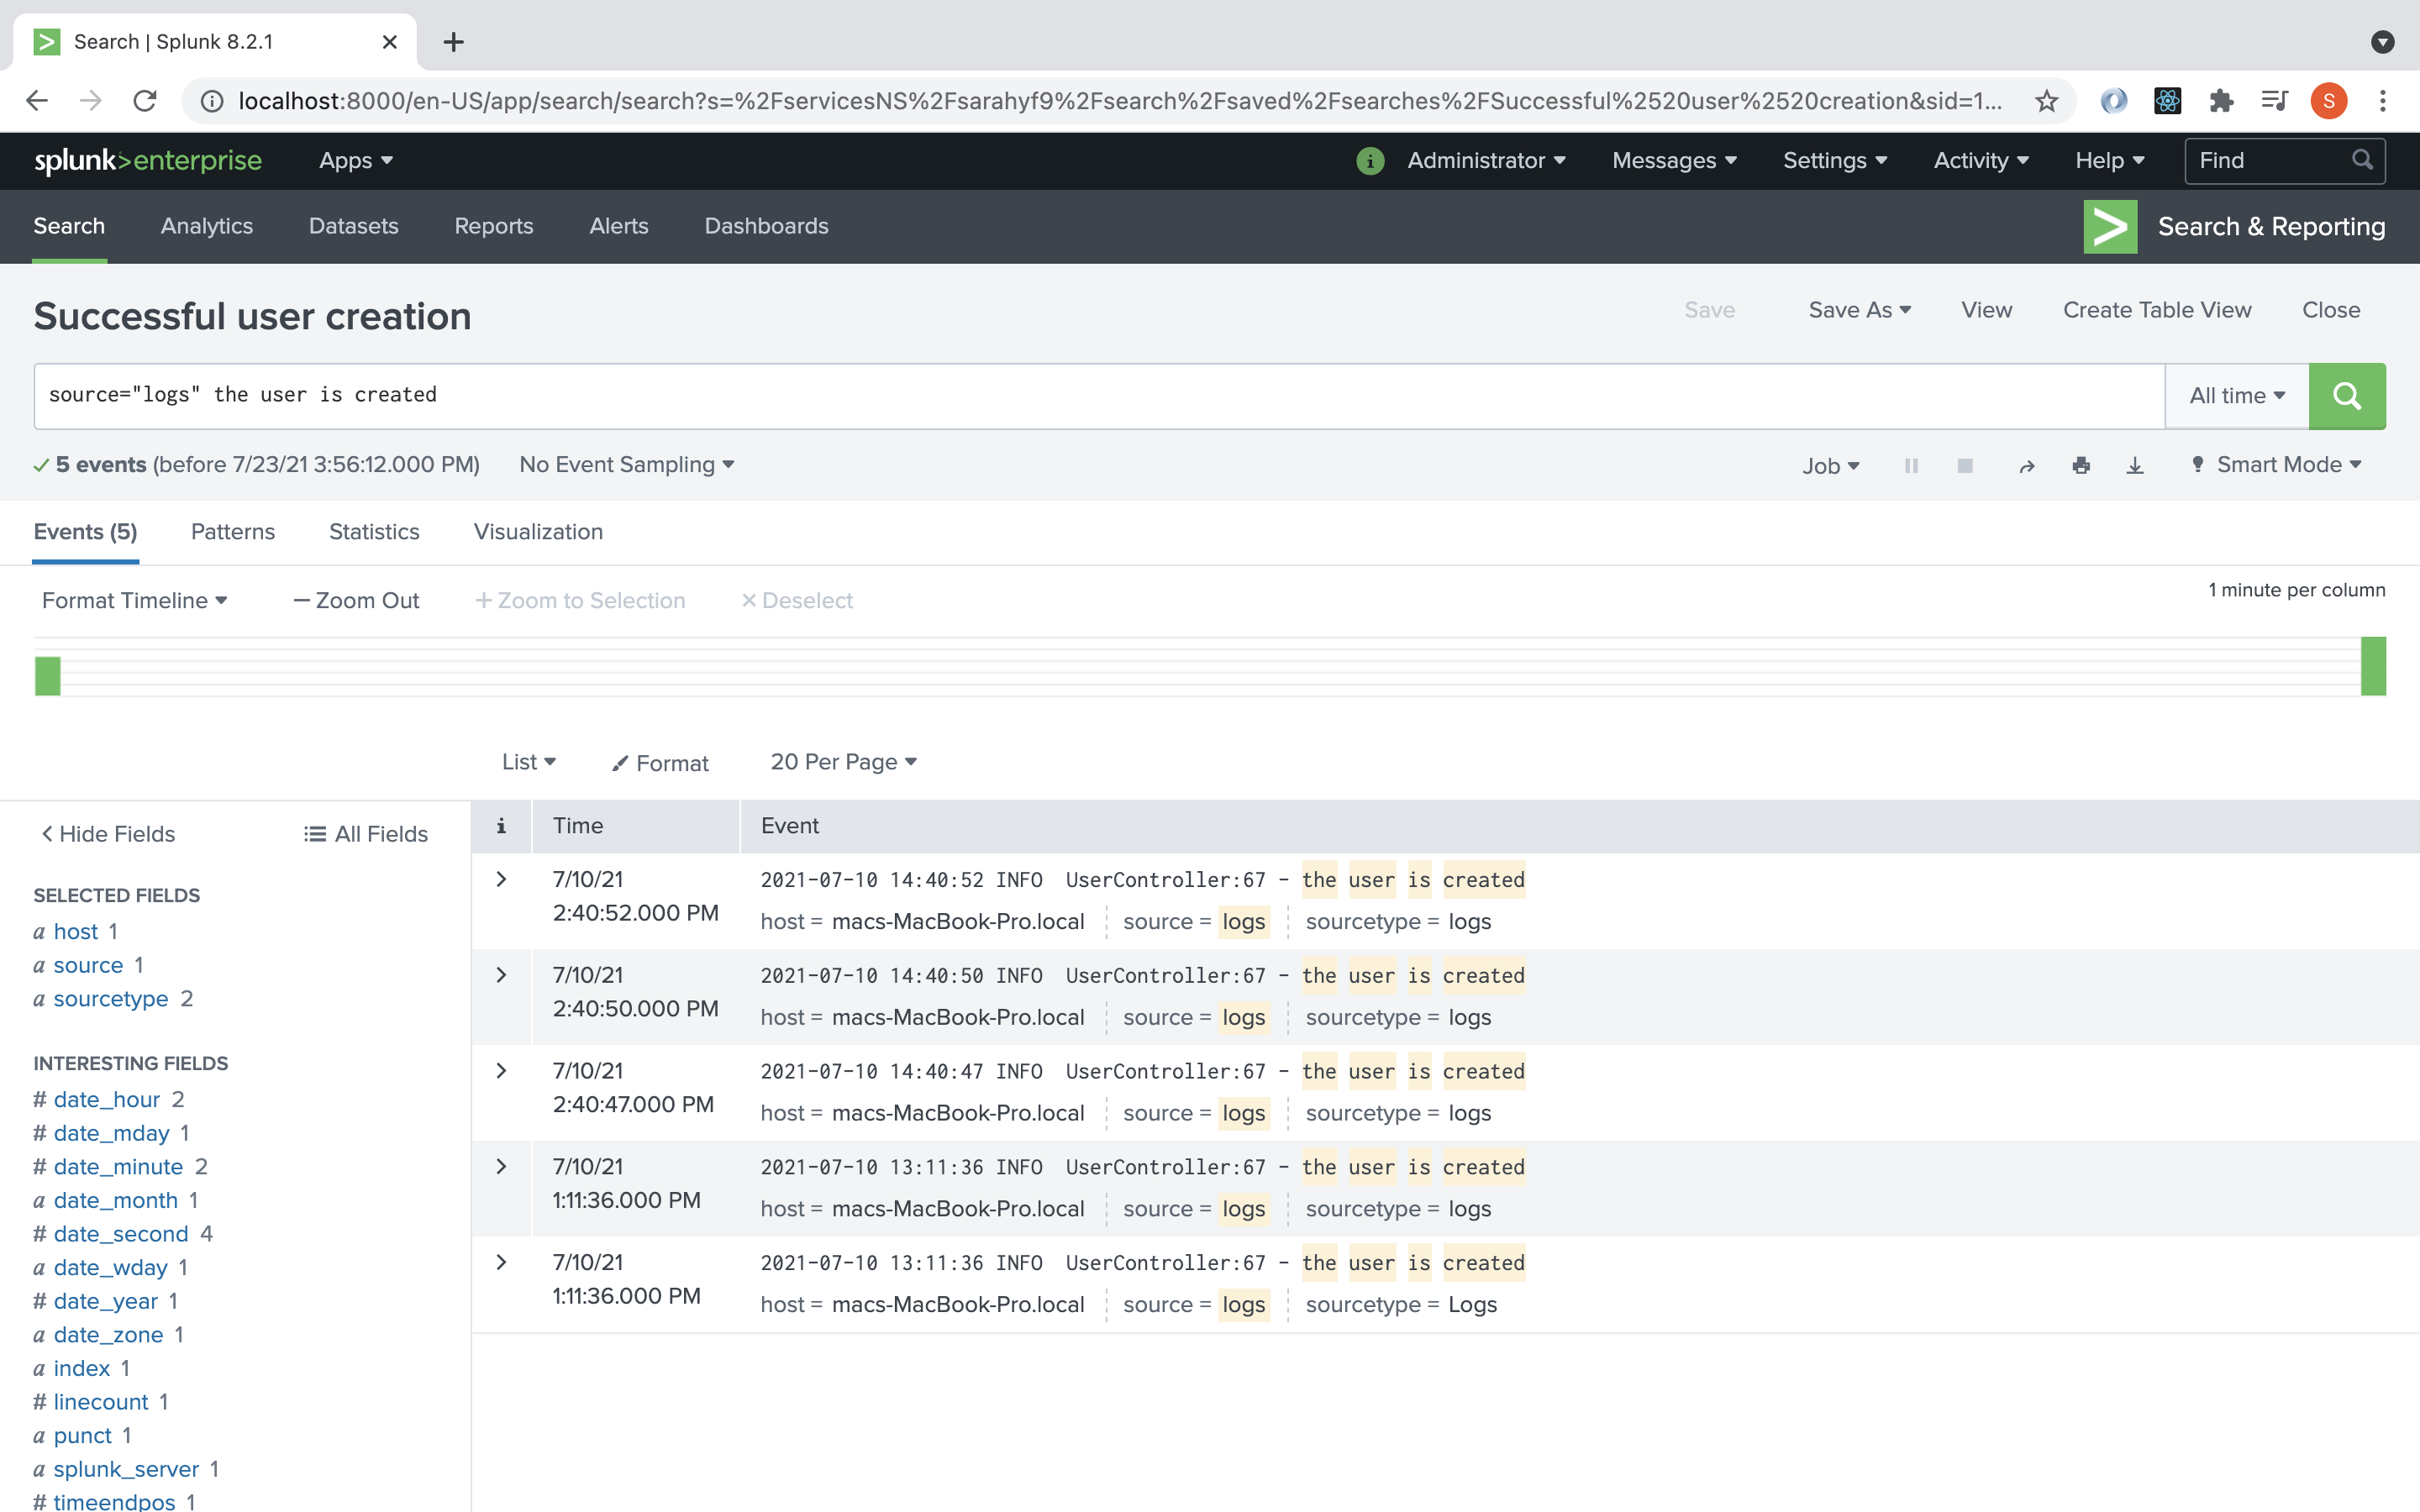 Search | Splunk 8.2.1
localhost:8000/en-US/app/search/search?s=%2FservicesNS%2Fsarahyf9%2Fsearch%2Fsaved%2Fsearches%2FSuccessful%2520user%2520creation&sid=1...
S
splunk>enterprise Apps i Administrator Messages Settings Activity Help Find
Search Analytics Datasets Reports Alerts Dashboards > Search & Reporting
Successful user creation Save Save As View Create Table View Close
source="logs" the user is created All time
5 events (before 7/23/21 3:56:12.000 PM) No Event Sampling Job Smart Mode
Events (5) Patterns Statistics Visualization
Format Timeline — Zoom Out + Zoom to Selection × Deselect 1 minute per column
List Format 20 Per Page
< Hide Fields All Fields
SELECTED FIELDS
a host 1
a source 1
a sourcetype 2
INTERESTING FIELDS
# date_hour 2
# date_mday 1
# date_minute 2
a date_month 1
# date_second 4
a date_wday 1
# date_year 1
a date_zone 1
a index 1
# linecount 1
a punct 1
a splunk_server 1
# timeendpos 1
i Time Event
7/10/21
2:40:52.000 PM
2021-07-10 14:40:52 INFO UserController:67 - the user is created
host = macs-MacBook-Pro.local source = logs sourcetype = logs
7/10/21
2:40:50.000 PM
2021-07-10 14:40:50 INFO UserController:67 - the user is created
host = macs-MacBook-Pro.local source = logs sourcetype = logs
7/10/21
2:40:47.000 PM
2021-07-10 14:40:47 INFO UserController:67 - the user is created
host = macs-MacBook-Pro.local source = logs sourcetype = logs
7/10/21
1:11:36.000 PM
2021-07-10 13:11:36 INFO UserController:67 - the user is created
host = macs-MacBook-Pro.local source = logs sourcetype = logs
7/10/21
1:11:36.000 PM
2021-07-10 13:11:36 INFO UserController:67 - the user is created
host = macs-MacBook-Pro.local source = logs sourcetype = Logs